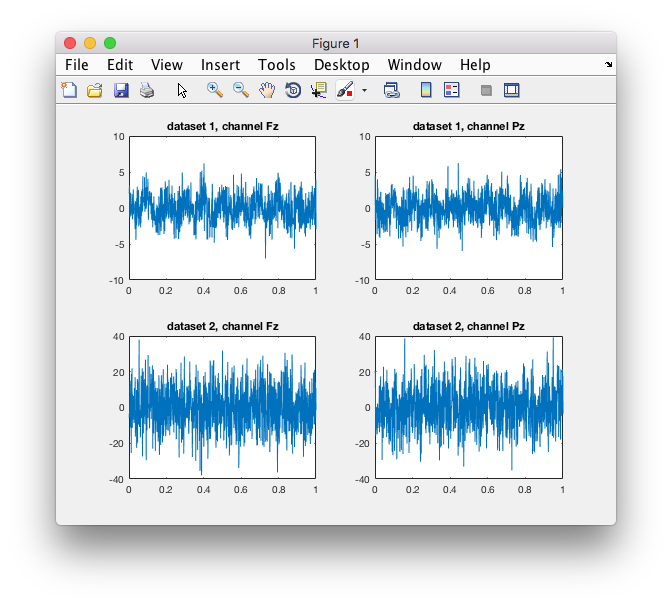 Figure 1
File Edit View Insert Tools Desktop Window Help
dataset 1, channel Fz
10
5
0
-5
-10
0 0.2 0.4 0.6 0.8 1
dataset 1, channel Pz
10
5
0
-5
-10
0 0.2 0.4 0.6 0.8 1
dataset 2, channel Fz
40
20
0
-20
-40
0 0.2 0.4 0.6 0.8 1
dataset 2, channel Pz
40
20
0
-20
-40
0 0.2 0.4 0.6 0.8 1